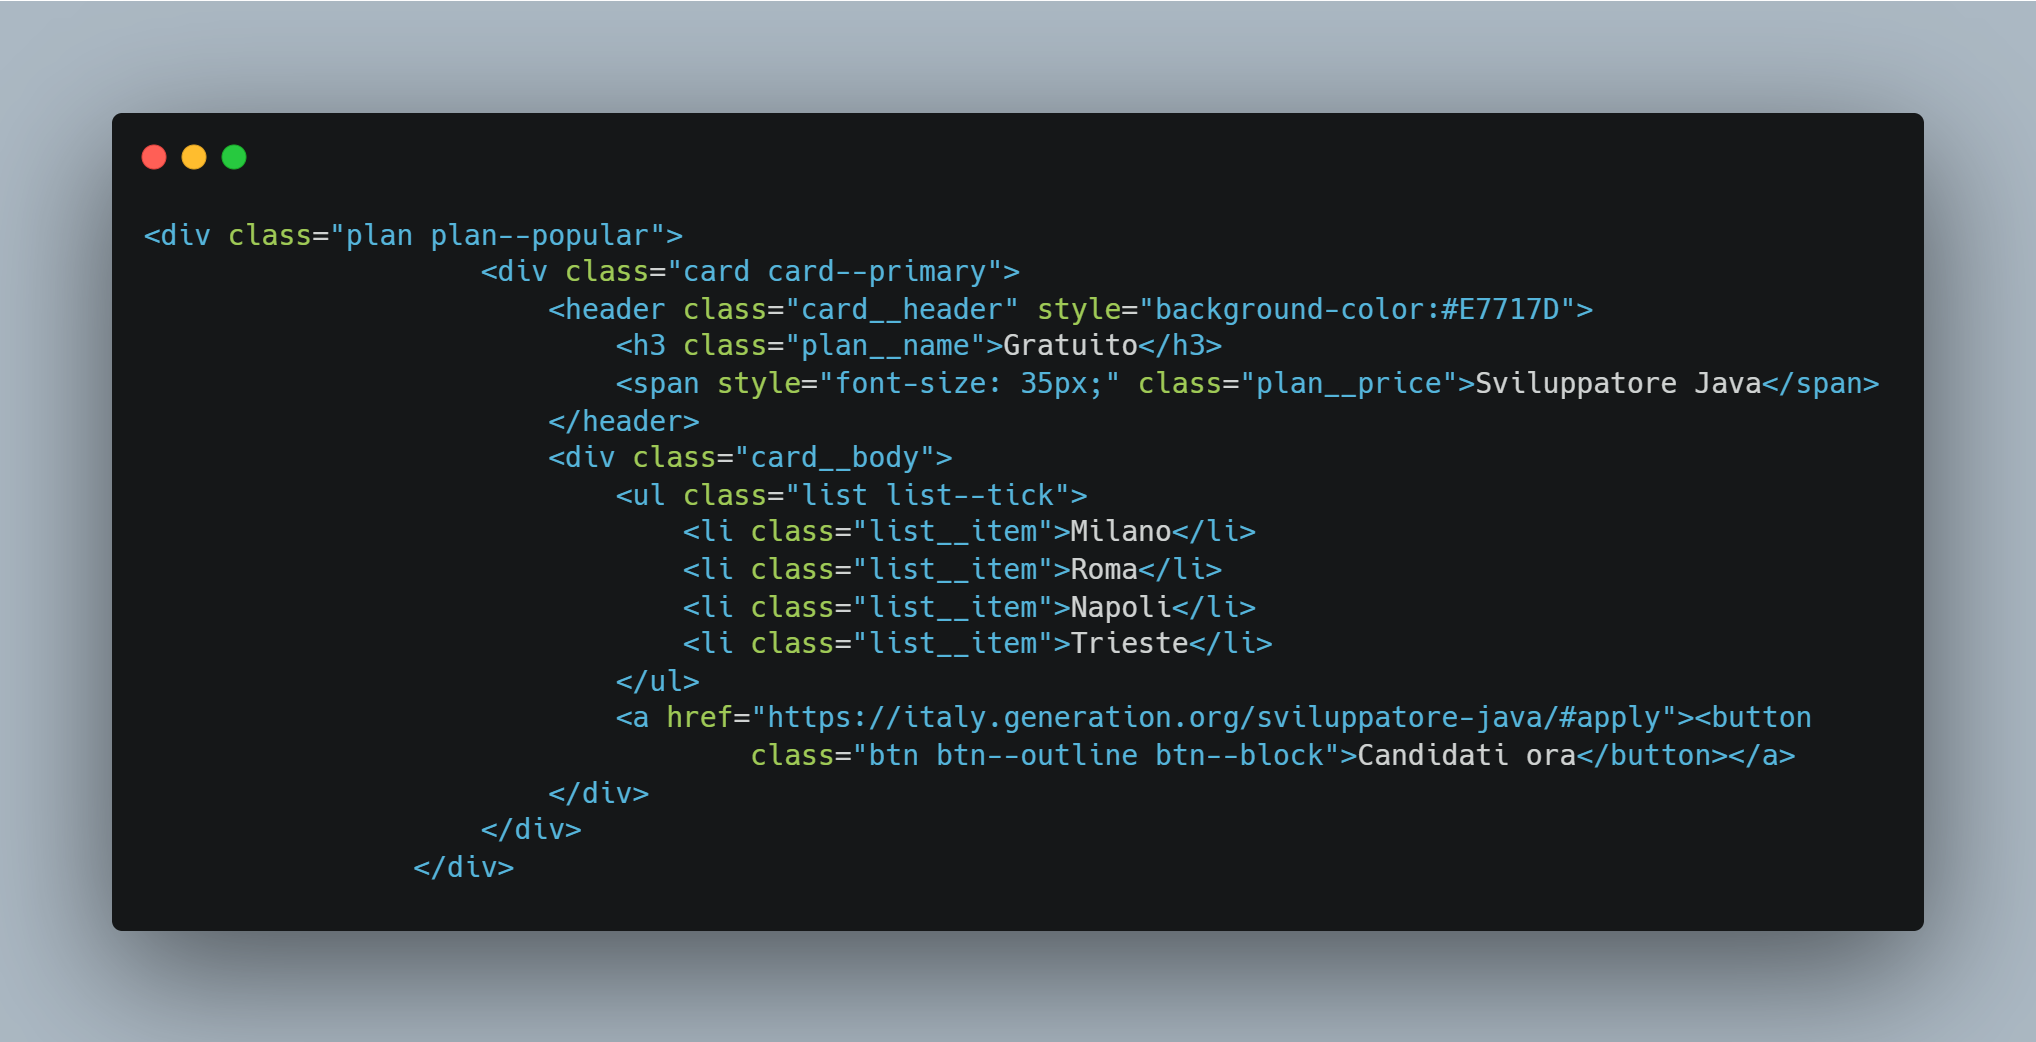 <div class="plan plan--popular">
<div class="card card--primary">
<header class="card__header" style="background-color:#E7717D">
<h3 class="plan__name">Gratuito</h3>
<span style="font-size: 35px;" class="plan__price">Sviluppatore Java</span>
</header>
<div class="card__body">
<ul class="list list--tick">
<li class="list__item">Milano</li>
<li class="list__item">Roma</li>
<li class="list__item">Napoli</li>
<li class="list__item">Trieste</li>
</ul>
<a href="https://italy.generation.org/sviluppatore-java/#apply"><button
class="btn btn--outline btn--block">Candidati ora</button></a>
</div>
</div>
</div>